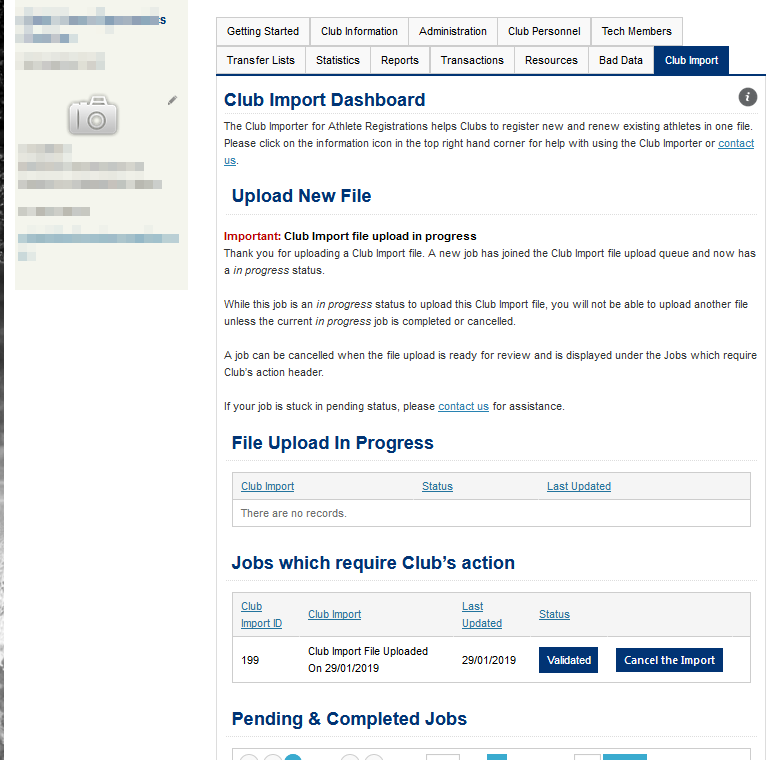 Getting Started
Club Information
Administration
Club Personnel
Tech Members
Transfer Lists
Statistics
Reports
Transactions
Resources
Bad Data
Club Import
Club Import Dashboard
i
The Club Importer for Athlete Registrations helps Clubs to register new and renew existing athletes in one file.
Please click on the information icon in the top right hand corner for help with using the Club Importer or contact
us.
Upload New File
Important: Club Import file upload in progress
Thank you for uploading a Club Import file. A new job has joined the Club Import file upload queue and now has
a in progress status.
While this job is an in progress status to upload this Club Import file, you will not be able to upload another file
unless the current in progress job is completed or cancelled.
A job can be cancelled when the file upload is ready for review and is displayed under the Jobs which require
Club's action header.
If your job is stuck in pending status, please contact us for assistance.
File Upload In Progress
Club Import
Status
Last Updated
There are no records.
Jobs which require Club's action
Club
Import ID
Club Import
Last
Updated
Status
199
Club Import File Uploaded
On 29/01/2019
29/01/2019
Validated
Cancel the Import
Pending & Completed Jobs